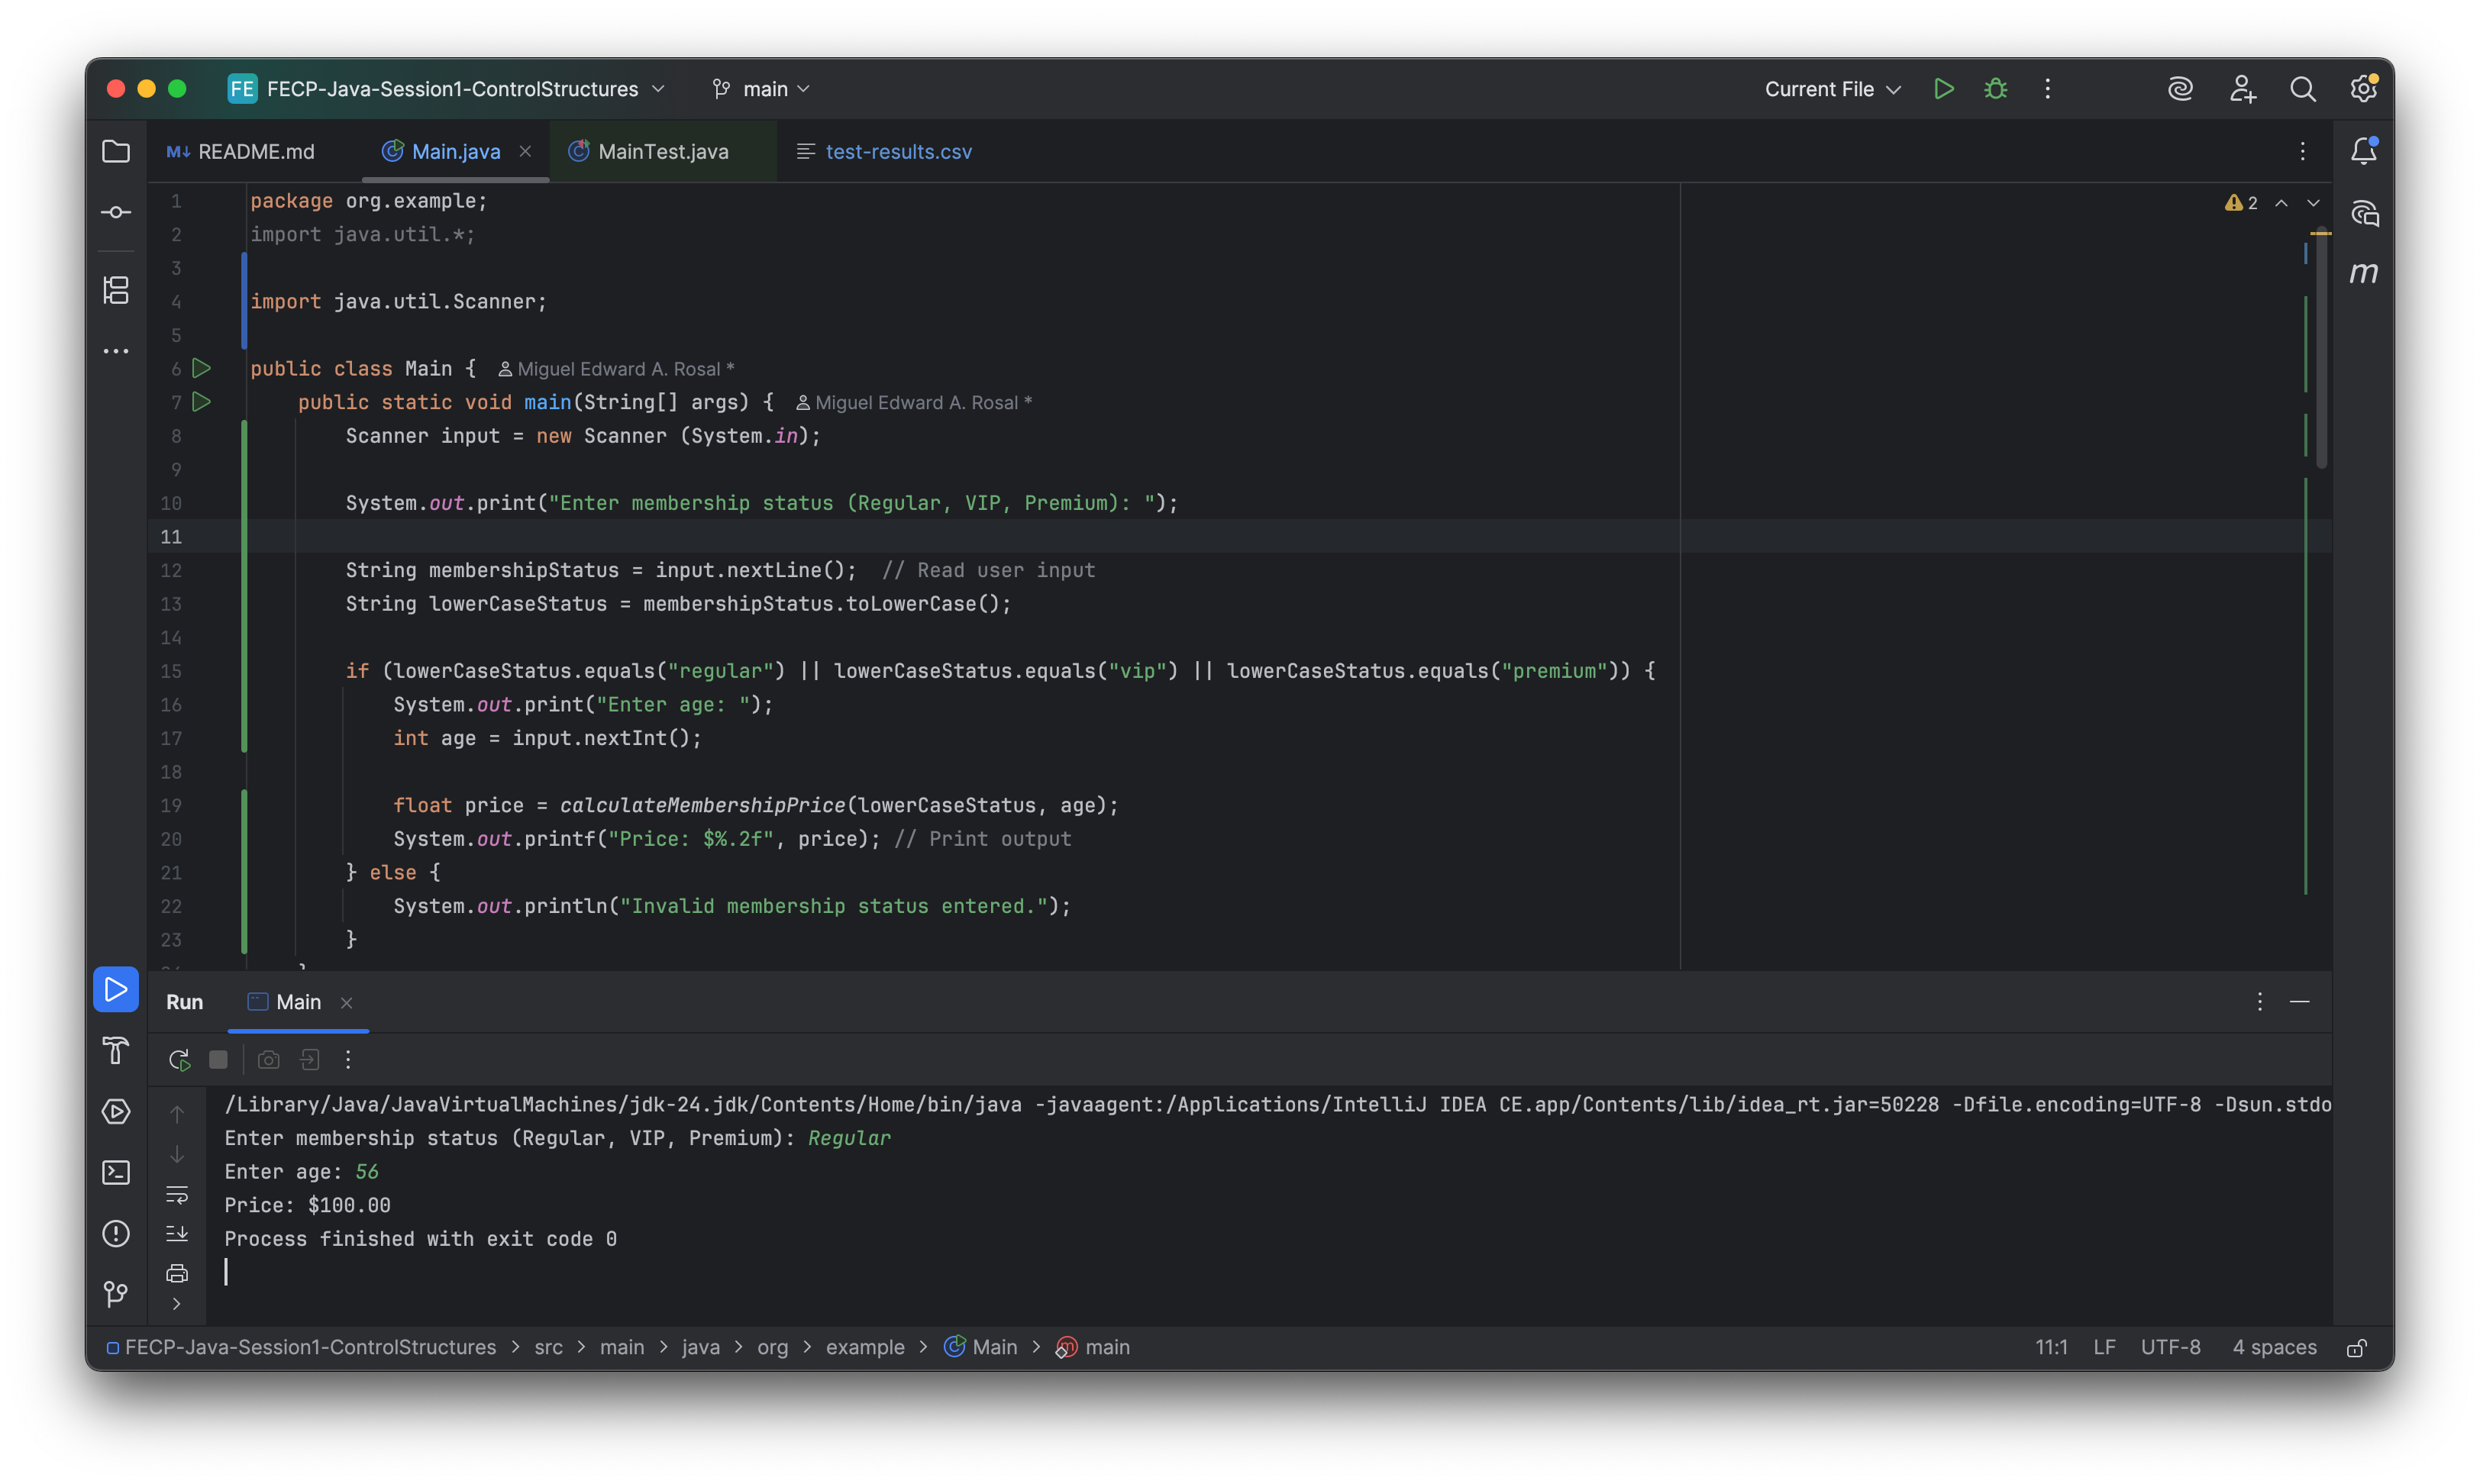 FE FECP-Java-Session1-ControlStructures main Current File
README.md Main.java MainTest.java test-results.csv
1 package org.example; 2
2 import java.util.*;
3
4 import java.util.Scanner;
5
6 public class Main { Miguel Edward A. Rosal *
7 public static void main(String[] args) { Miguel Edward A. Rosal *
8 Scanner input = new Scanner (System.in);
9
10 System.out.print("Enter membership status (Regular, VIP, Premium): ");
11
12 String membershipStatus = input.nextLine(); // Read user input
13 String lowerCaseStatus = membershipStatus.toLowerCase();
14
15 if (lowerCaseStatus.equals("regular") || lowerCaseStatus.equals("vip") || lowerCaseStatus.equals("premium")) {
16 System.out.print("Enter age: ");
17 int age = input.nextInt();
18
19 float price = calculateMembershipPrice(lowerCaseStatus, age);
20 System.out.printf("Price: $%.2f", price); // Print output
21 } else {
22 System.out.println("Invalid membership status entered.");
23 }
Run Main
/Library/Java/JavaVirtualMachines/jdk-24.jdk/Contents/Home/bin/java -javaagent:/Applications/IntelliJ IDEA CE.app/Contents/lib/idea_rt.jar=50228 -Dfile.encoding=UTF-8 -Dsun.stdo
Enter membership status (Regular, VIP, Premium): Regular
Enter age: 56
Price: $100.00
Process finished with exit code 0
FECP-Java-Session1-ControlStructures > src > main > java > org > example > Main > main 11:1 LF UTF-8 4 spaces